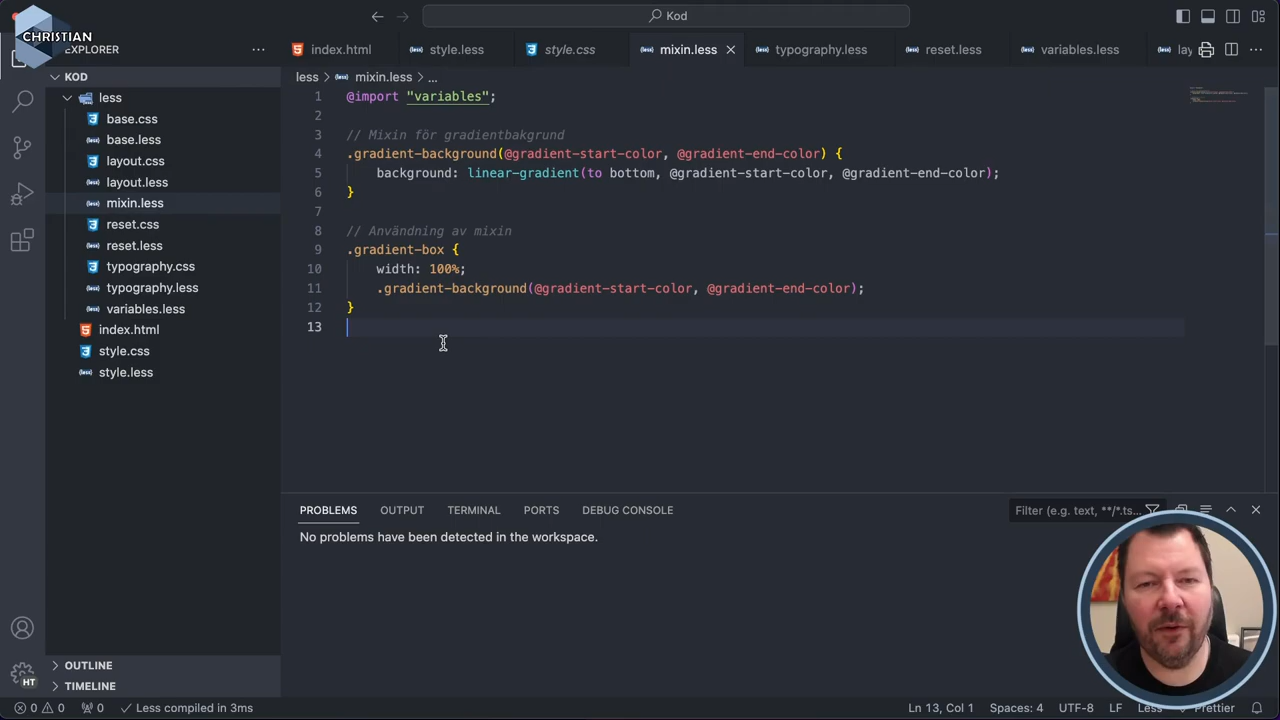 Kod
CHRISTIAN
EXPLORER
index.html
style.less
style.css
mixin.less
typography.less
reset.less
variables.less
KOD
less
base.css
base.less
layout.css
layout.less
mixin.less
reset.css
reset.less
typography.css
typography.less
variables.less
index.html
style.css
style.less
OUTLINE
TIMELINE
less > mixin.less > ...
1 @import "variables";
2
3 // Mixin för gradientbakgrund
4 .gradient-background(@gradient-start-color, @gradient-end-color) {
5 background: linear-gradient(to bottom, @gradient-start-color, @gradient-end-color);
6 }
7
8 // Användning av mixin
9 .gradient-box {
10 width: 100%;
11 .gradient-background(@gradient-start-color, @gradient-end-color);
12 }
13
PROBLEMS OUTPUT TERMINAL PORTS DEBUG CONSOLE
Filter (e.g. text, **/*.ts...
No problems have been detected in the workspace.
HT
0 0 0 Less compiled in 3ms
Ln 13, Col 1 Spaces: 4 UTF-8 LF Less Prettier